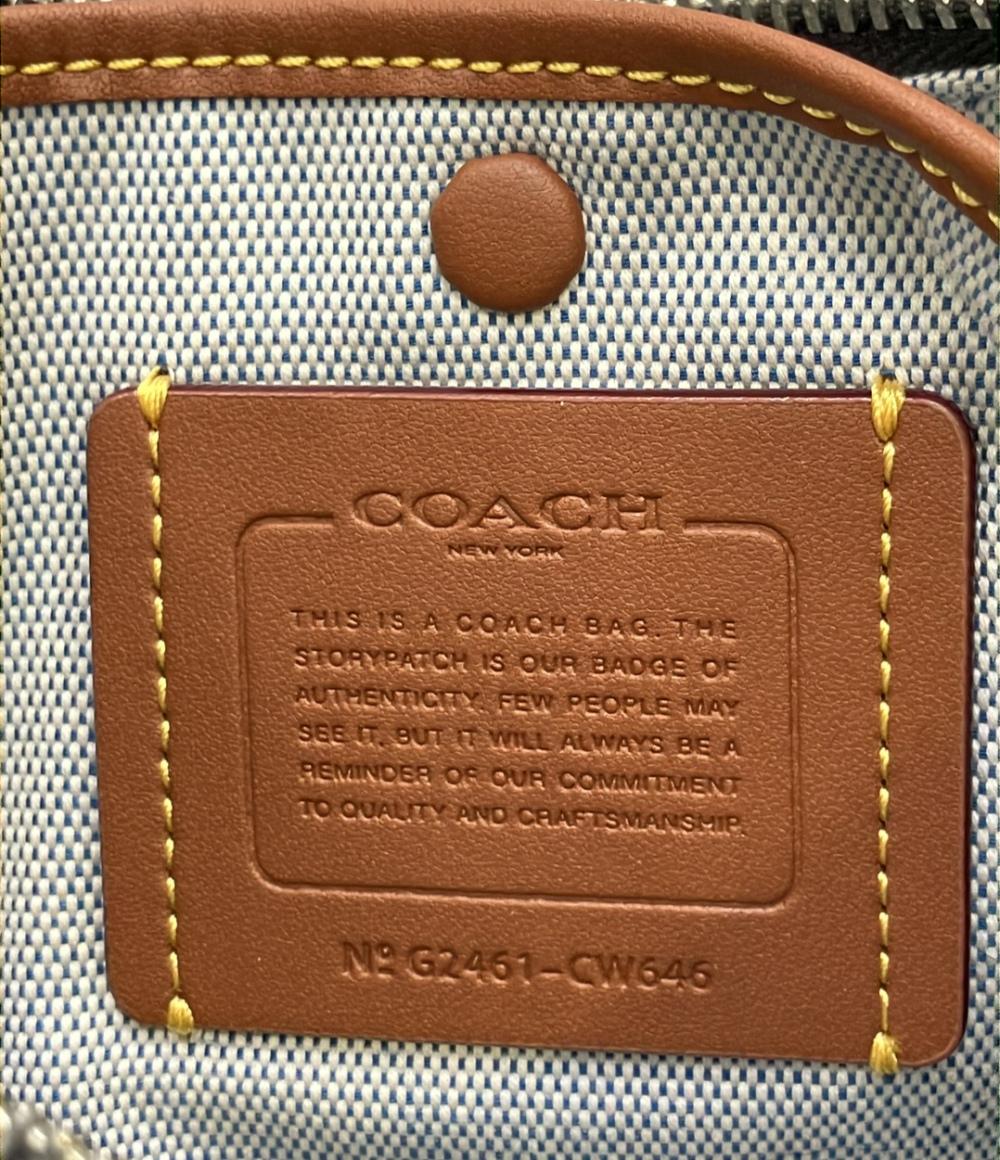 COACH
NEW YORK
THIS IS A COACH BAG. THE
STORYPATCH IS OUR BADGE OF
AUTHENTICITY. FEW PEOPLE MAY
SEE IT, BUT IT WILL ALWAYS BE A
REMINDER OF OUR COMMITMENT
TO QUALITY AND CRAFTSMANSHIP.
Nº G2461-CW646